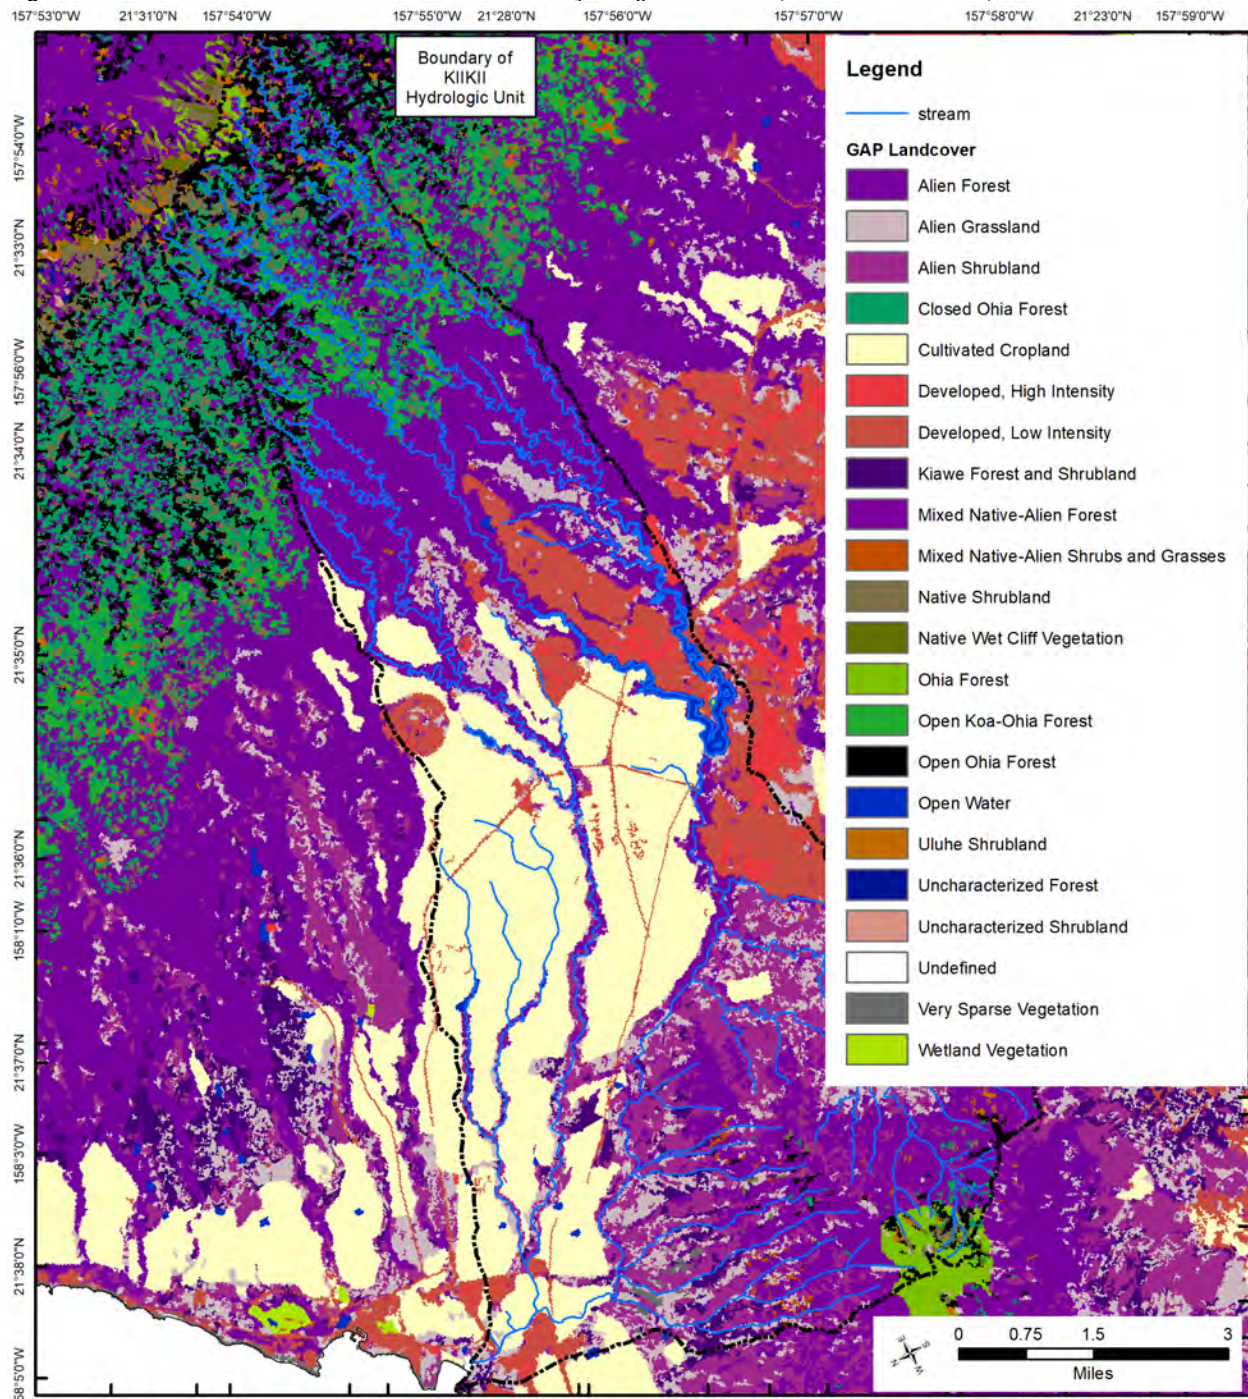 157°53'0"W 21°31'0"N 157°54'0"W 157°55'0"W 21°28'0"N 157°56'0"W 157°57'0"W 157°58'0"W 21°23'0"N 157°59'0"W
Boundary of
KIIKII
Hydrologic Unit
Legend
stream
GAP Landcover
Alien Forest
Alien Grassland
Alien Shrubland
Closed Ohia Forest
Cultivated Cropland
Developed, High Intensity
Developed, Low Intensity
Kiawe Forest and Shrubland
Mixed Native-Alien Forest
Mixed Native-Alien Shrubs and Grasses
Native Shrubland
Native Wet Cliff Vegetation
Ohia Forest
Open Koa-Ohia Forest
Open Ohia Forest
Open Water
Uluhe Shrubland
Uncharacterized Forest
Uncharacterized Shrubland
Undefined
Very Sparse Vegetation
Wetland Vegetation
157°54'0"W
21°33'0"N
157°56'0"W
21°34'0"N
21°35'0"N
21°36'0"N
158°1'0"W
21°37'0"N
158°3'0"W
21°38'0"N
58°5'0"W
N
E
S
W
0 0.75 1.5 3
Miles